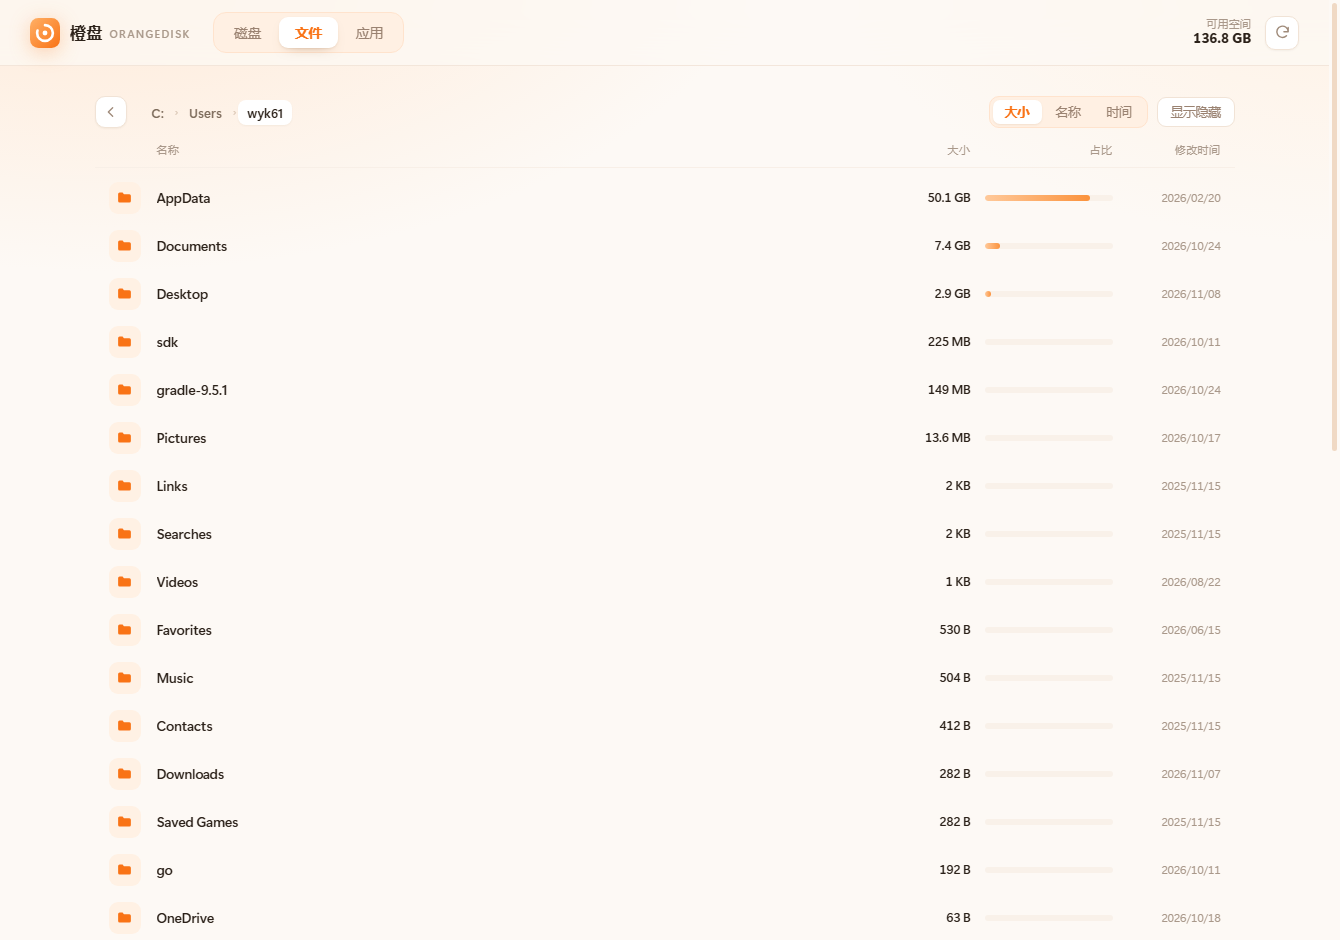 橙盘 ORANGEDISK 磁盘 文件 应用 可用空间
136.8 GB
C: › Users › wyk61 大小 名称 时间 显示隐藏
名称 大小 占比 修改时间
AppData 50.1 GB 2026/02/20
Documents 7.4 GB 2026/10/24
Desktop 2.9 GB 2026/11/08
sdk 225 MB 2026/10/11
gradle-9.5.1 149 MB 2026/10/24
Pictures 13.6 MB 2026/10/17
Links 2 KB 2025/11/15
Searches 2 KB 2025/11/15
Videos 1 KB 2026/08/22
Favorites 530 B 2026/06/15
Music 504 B 2025/11/15
Contacts 412 B 2025/11/15
Downloads 282 B 2026/11/07
Saved Games 282 B 2025/11/15
go 192 B 2026/10/11
OneDrive 63 B 2026/10/18